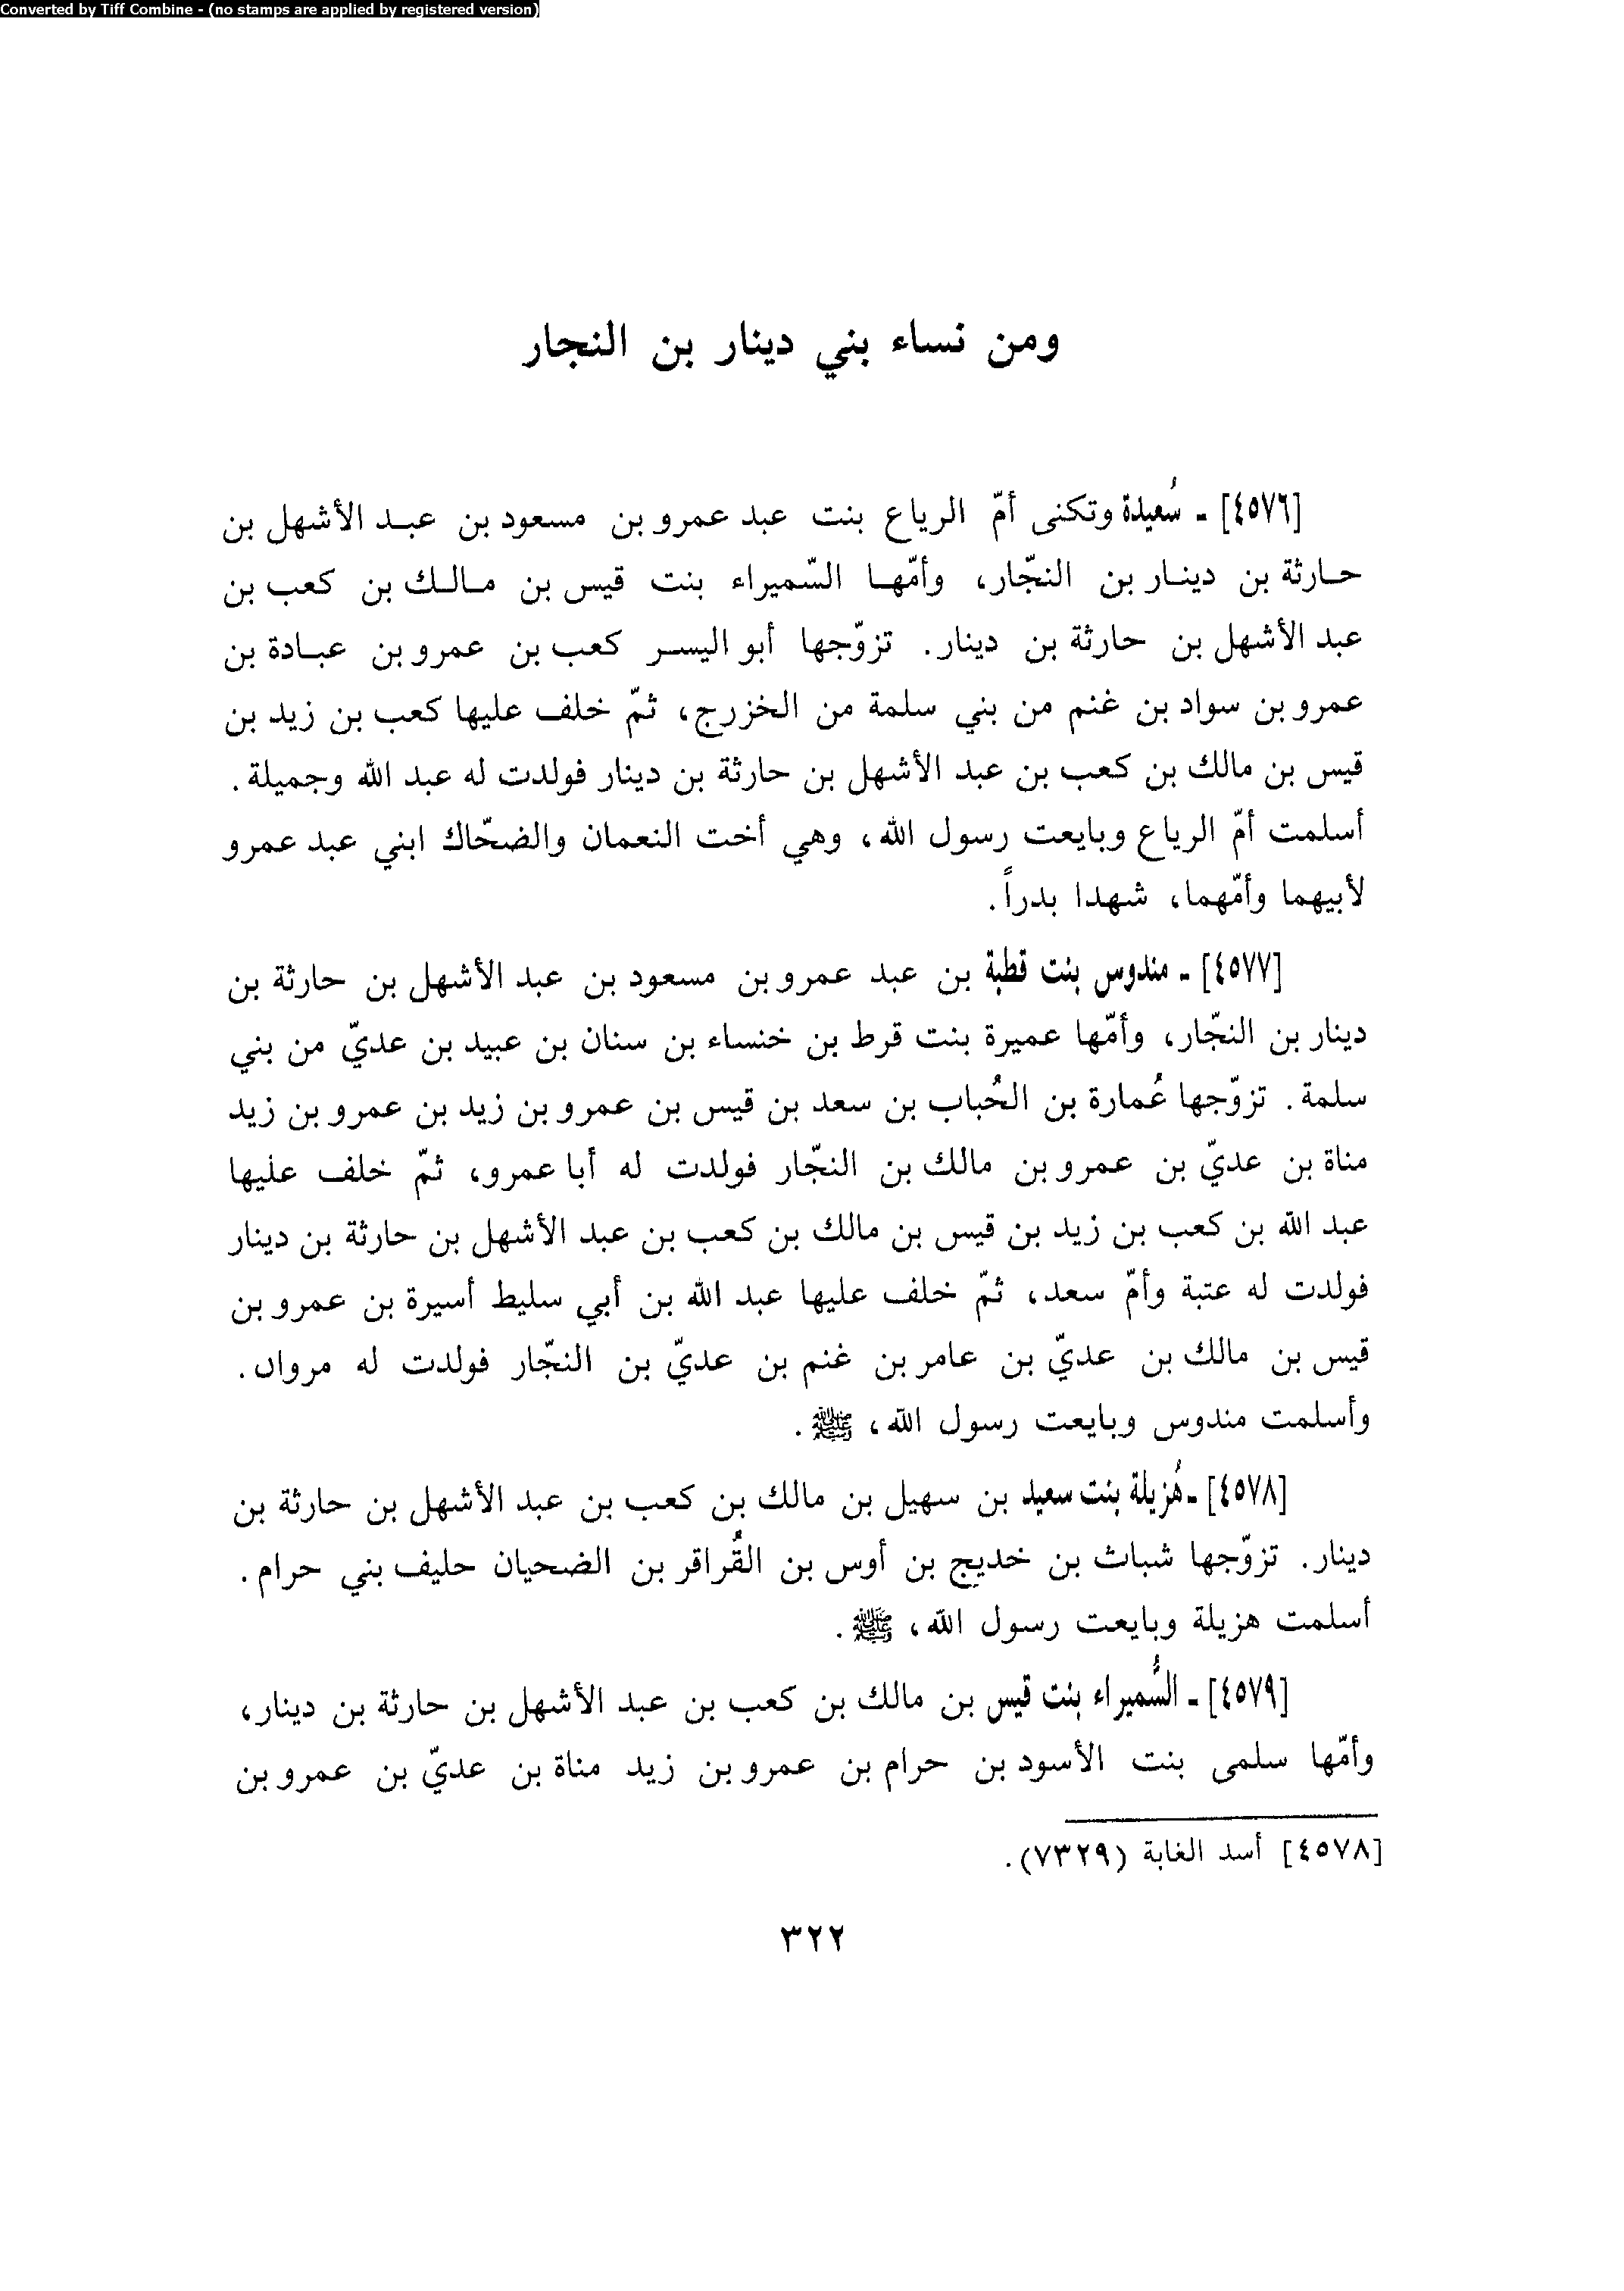 Converted by Tiff Combine - (no stamps are applied by registered version)
ومن نساء بني دينار بن النجار
[٤٥٧٦] ـ سُعيدة وتكنى أمّ الرياع بنت عبد عمرو بن مسعود بن عبد الأشهل بن
حارثة بن دينار بن النجّار، وأمّها السّميراء بنت قيس بن مالك بن كعب بن
عبد الأشهل بن حارثة بن دينار. تزوّجها أبو اليسر كعب بن عمرو بن عبادة بن
عمرو بن سواد بن غنم من بني سلمة من الخزرج، ثمّ خلف عليها كعب بن زيد بن
قيس بن مالك بن كعب بن عبد الأشهل بن حارثة بن دينار فولدت له عبد الله وجميلة.
أسلمت أمّ الرياع وبايعت رسول الله، وهي أخت النعمان والضحّاك ابني عبد عمرو
لأبيهما وأمّهما، شهدا بدراً.
[٤٥٧٧] ـ مندوس بنت قطبة بن عبد عمرو بن مسعود بن عبد الأشهل بن حارثة بن
دينار بن النجّار، وأمّها عميرة بنت قرط بن خنساء بن سنان بن عبيد بن عديّ من بني
سلمة. تزوّجها عُمارة بن الحُباب بن سعد بن قيس بن عمرو بن زيد بن عمرو بن زيد
مناة بن عديّ بن عمرو بن مالك بن النجّار فولدت له أبا عمرو، ثمّ خلف عليها
عبد الله بن كعب بن زيد بن قيس بن مالك بن كعب بن عبد الأشهل بن حارثة بن دينار
فولدت له عتبة وأمّ سعد، ثمّ خلف عليها عبد الله بن أبي سليط أسيرة بن عمرو بن
قيس بن مالك بن عديّ بن عامر بن غنم بن عديّ بن النجّار فولدت له مروان.
وأسلمت مندوس وبايعت رسول الله، ﷺ.
[٤٥٧٨] ـ هُزيلة بنت سعيد بن سهيل بن مالك بن كعب بن عبد الأشهل بن حارثة بن
دينار. تزوّجها شباث بن خديج بن أوس بن القُراقر بن الضحيان حليف بني حرام.
أسلمت هزيلة وبايعت رسول الله، ﷺ.
[٤٥٧٩] ـ السُّميراء بنت قيس بن مالك بن كعب بن عبد الأشهل بن حارثة بن دينار،
وأمّها سلمى بنت الأسود بن حرام بن عمرو بن زيد مناة بن عديّ بن عمرو بن
[٤٥٧٨] أسد الغابة (٧٣٢٩).
٣٢٢